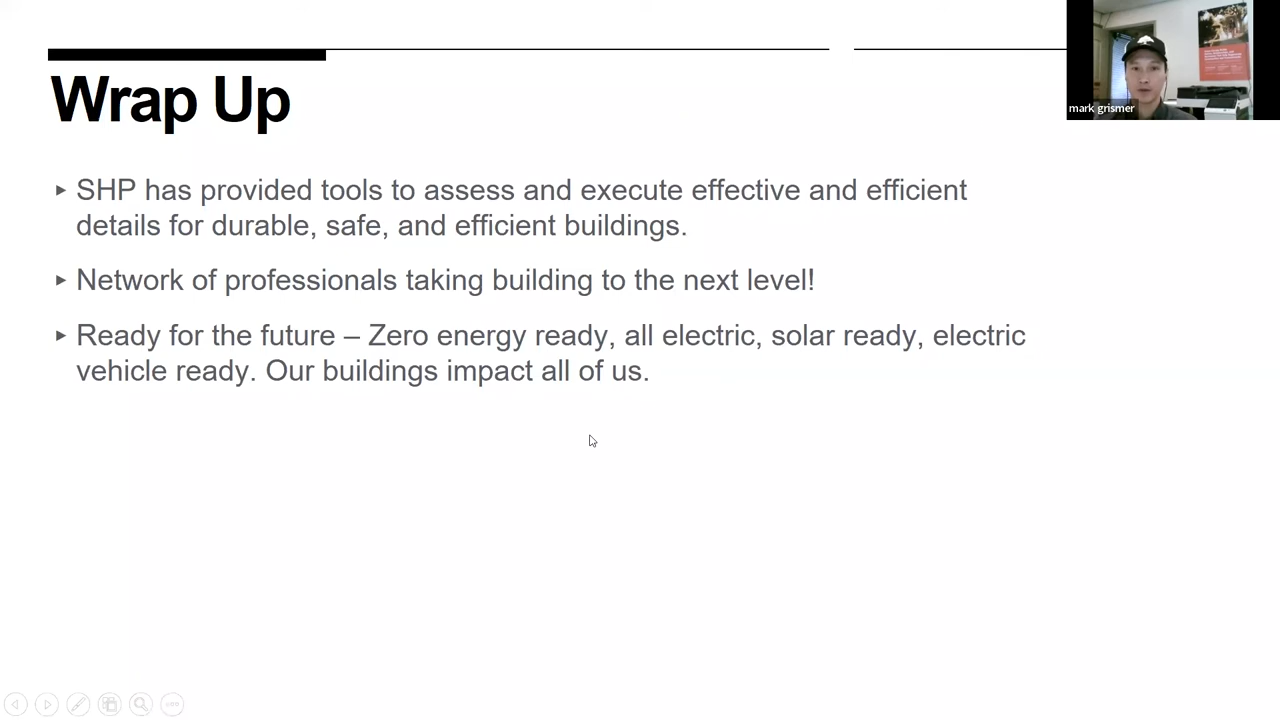 Wrap Up
SHP has provided tools to assess and execute effective and efficient
details for durable, safe, and efficient buildings.
Network of professionals taking building to the next level!
Ready for the future – Zero energy ready, all electric, solar ready, electric
vehicle ready. Our buildings impact all of us.
mark grismer